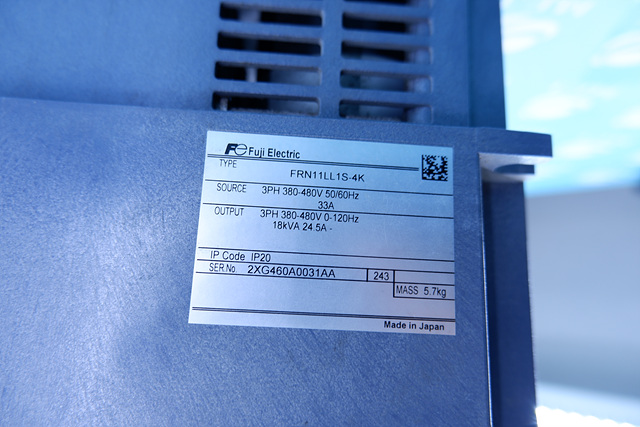 Fe Fuji Electric
TYPE FRN11LL1S-4K
SOURCE 3PH 380-480V 50/60Hz
33A
OUTPUT 3PH 380-480V 0-120Hz
18kVA 24.5A -
IP Code IP20
SER.No 2XG460A0031AA 243
MASS 5.7kg
Made in Japan